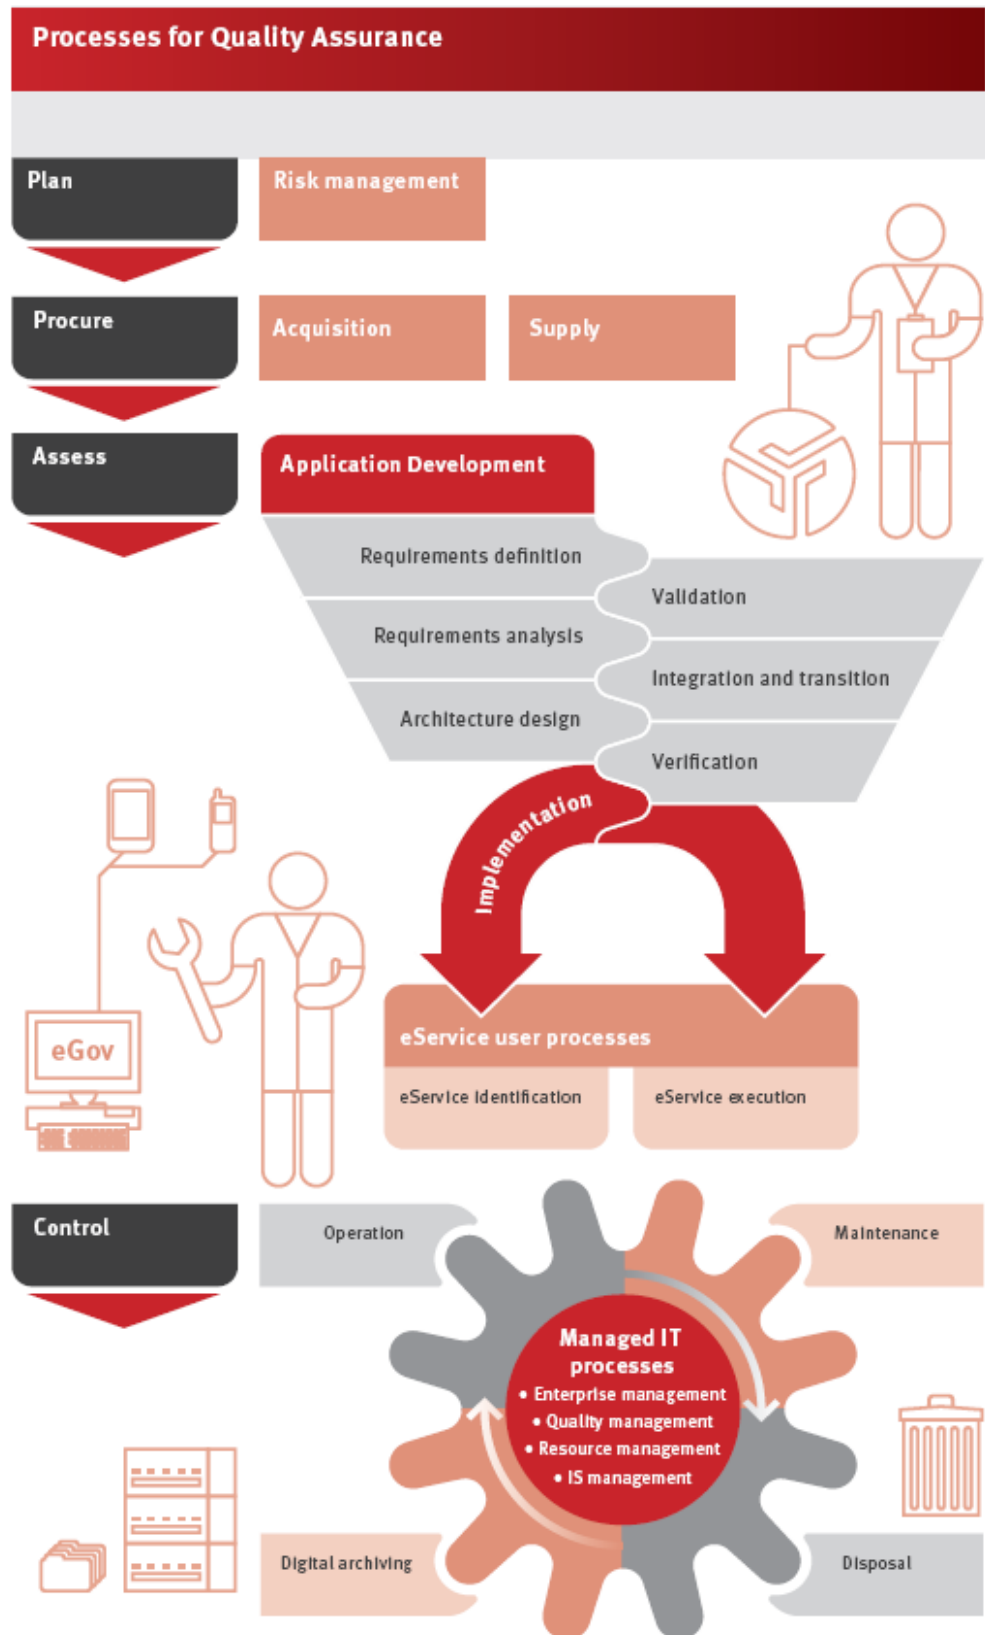 Processes for Quality Assurance
Plan
Risk management
Procure
Acquisition
Supply
Assess
Application Development
Requirements definition
Validation
Requirements analysis
Integration and transition
Architecture design
Verification
Implementation
eGov
eService user processes
eService identification
eService execution
Control
Operation
Maintenance
Managed IT
processes
• Enterprise management
• Quality management
• Resource management
• IS management
Digital archiving
Disposal